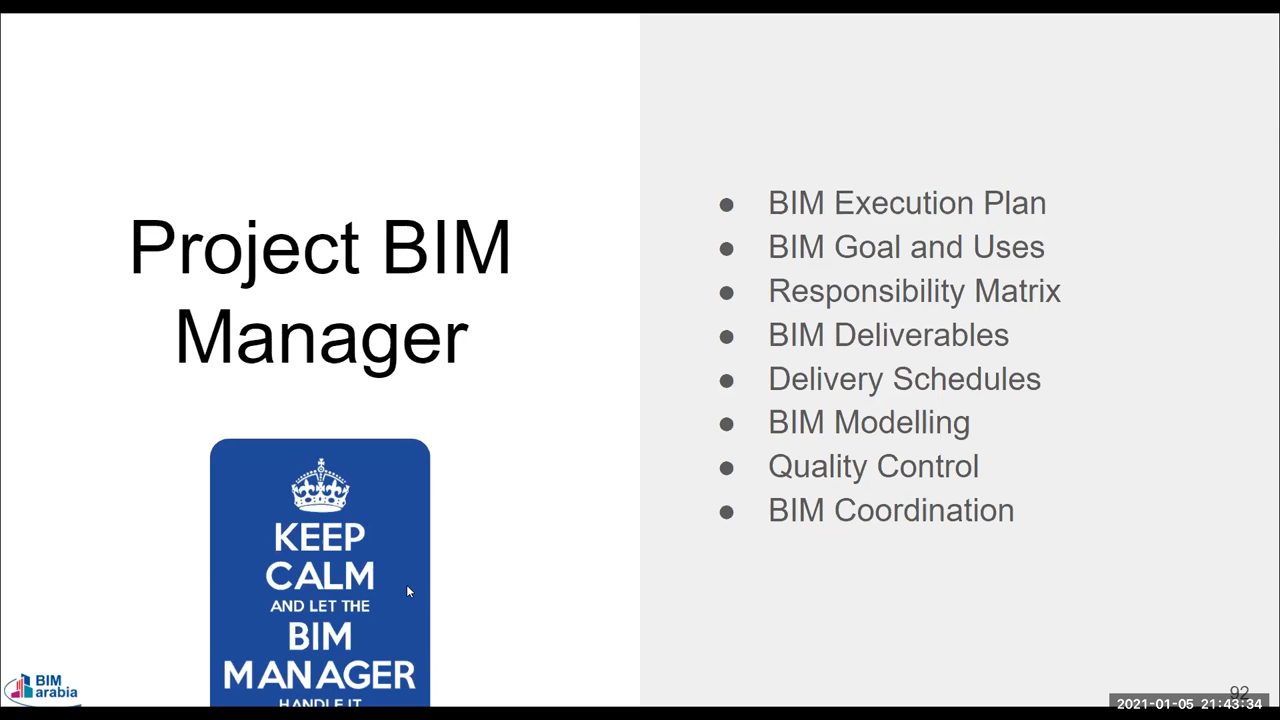 Project BIM
Manager
KEEP
CALM
AND LET THE
BIM
MANAGER
HANDLE IT
● BIM Execution Plan
● BIM Goal and Uses
● Responsibility Matrix
● BIM Deliverables
● Delivery Schedules
● BIM Modelling
● Quality Control
● BIM Coordination
BIM
arabia
92
2021-01-05 21:43:34